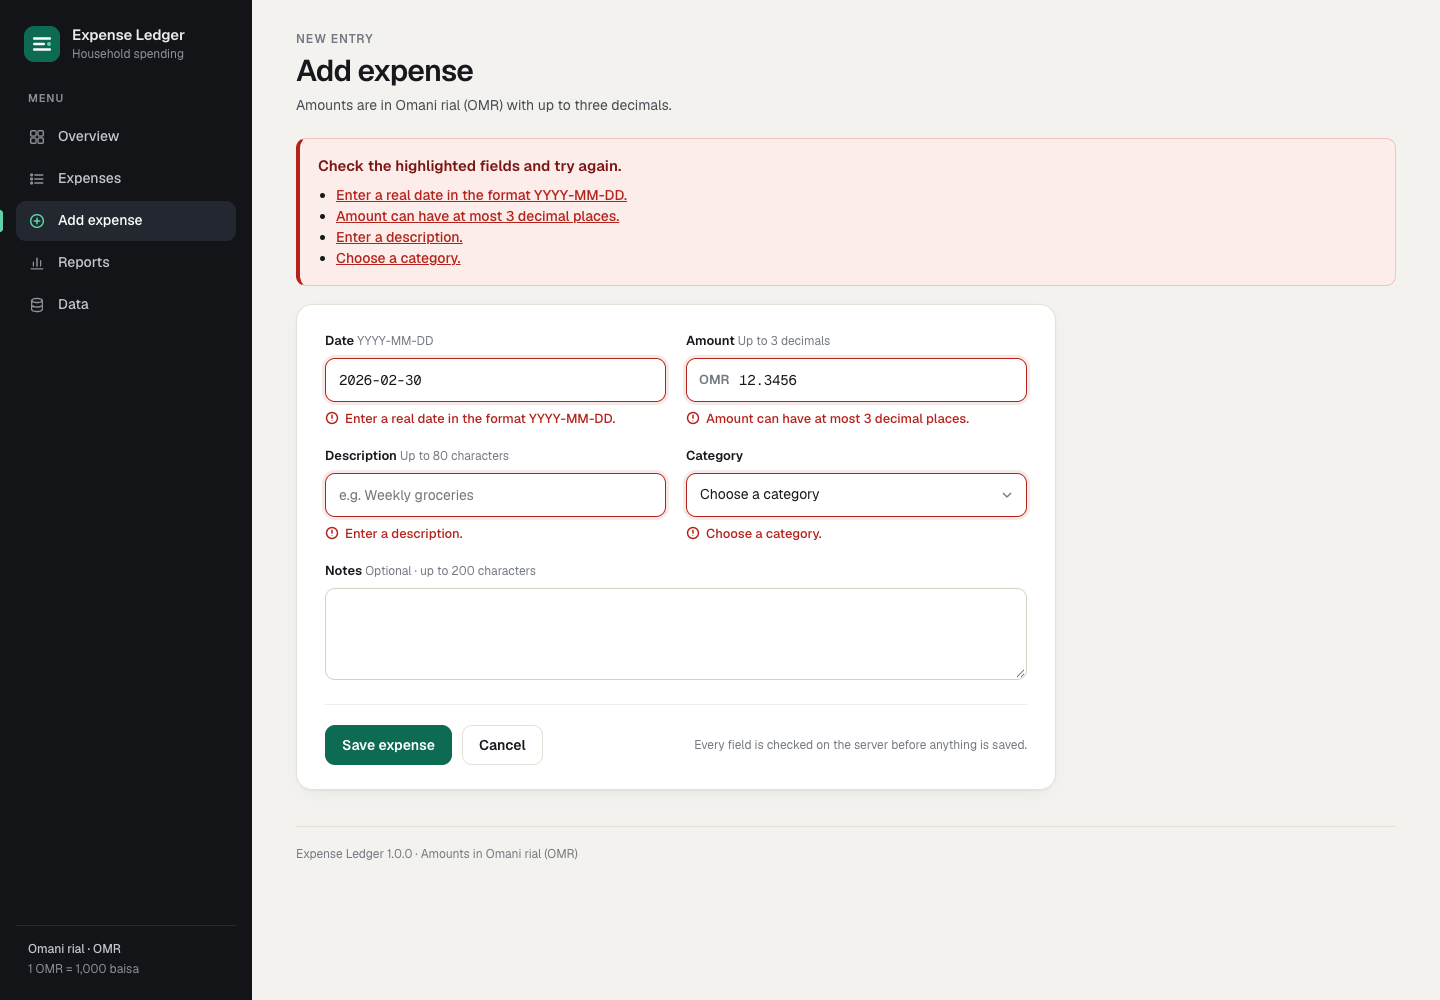 Expense Ledger
Household spending
MENU
Overview
Expenses
Add expense
Reports
Data
Omani rial · OMR
1 OMR = 1,000 baisa
NEW ENTRY
Add expense
Amounts are in Omani rial (OMR) with up to three decimals.
Check the highlighted fields and try again.
Enter a real date in the format YYYY-MM-DD.
Amount can have at most 3 decimal places.
Enter a description.
Choose a category.
Date YYYY-MM-DD
2026-02-30
Enter a real date in the format YYYY-MM-DD.
Amount Up to 3 decimals
OMR 12.3456
Amount can have at most 3 decimal places.
Description Up to 80 characters
e.g. Weekly groceries
Enter a description.
Category
Choose a category
Choose a category.
Notes Optional · up to 200 characters
Save expense
Cancel
Every field is checked on the server before anything is saved.
Expense Ledger 1.0.0 · Amounts in Omani rial (OMR)